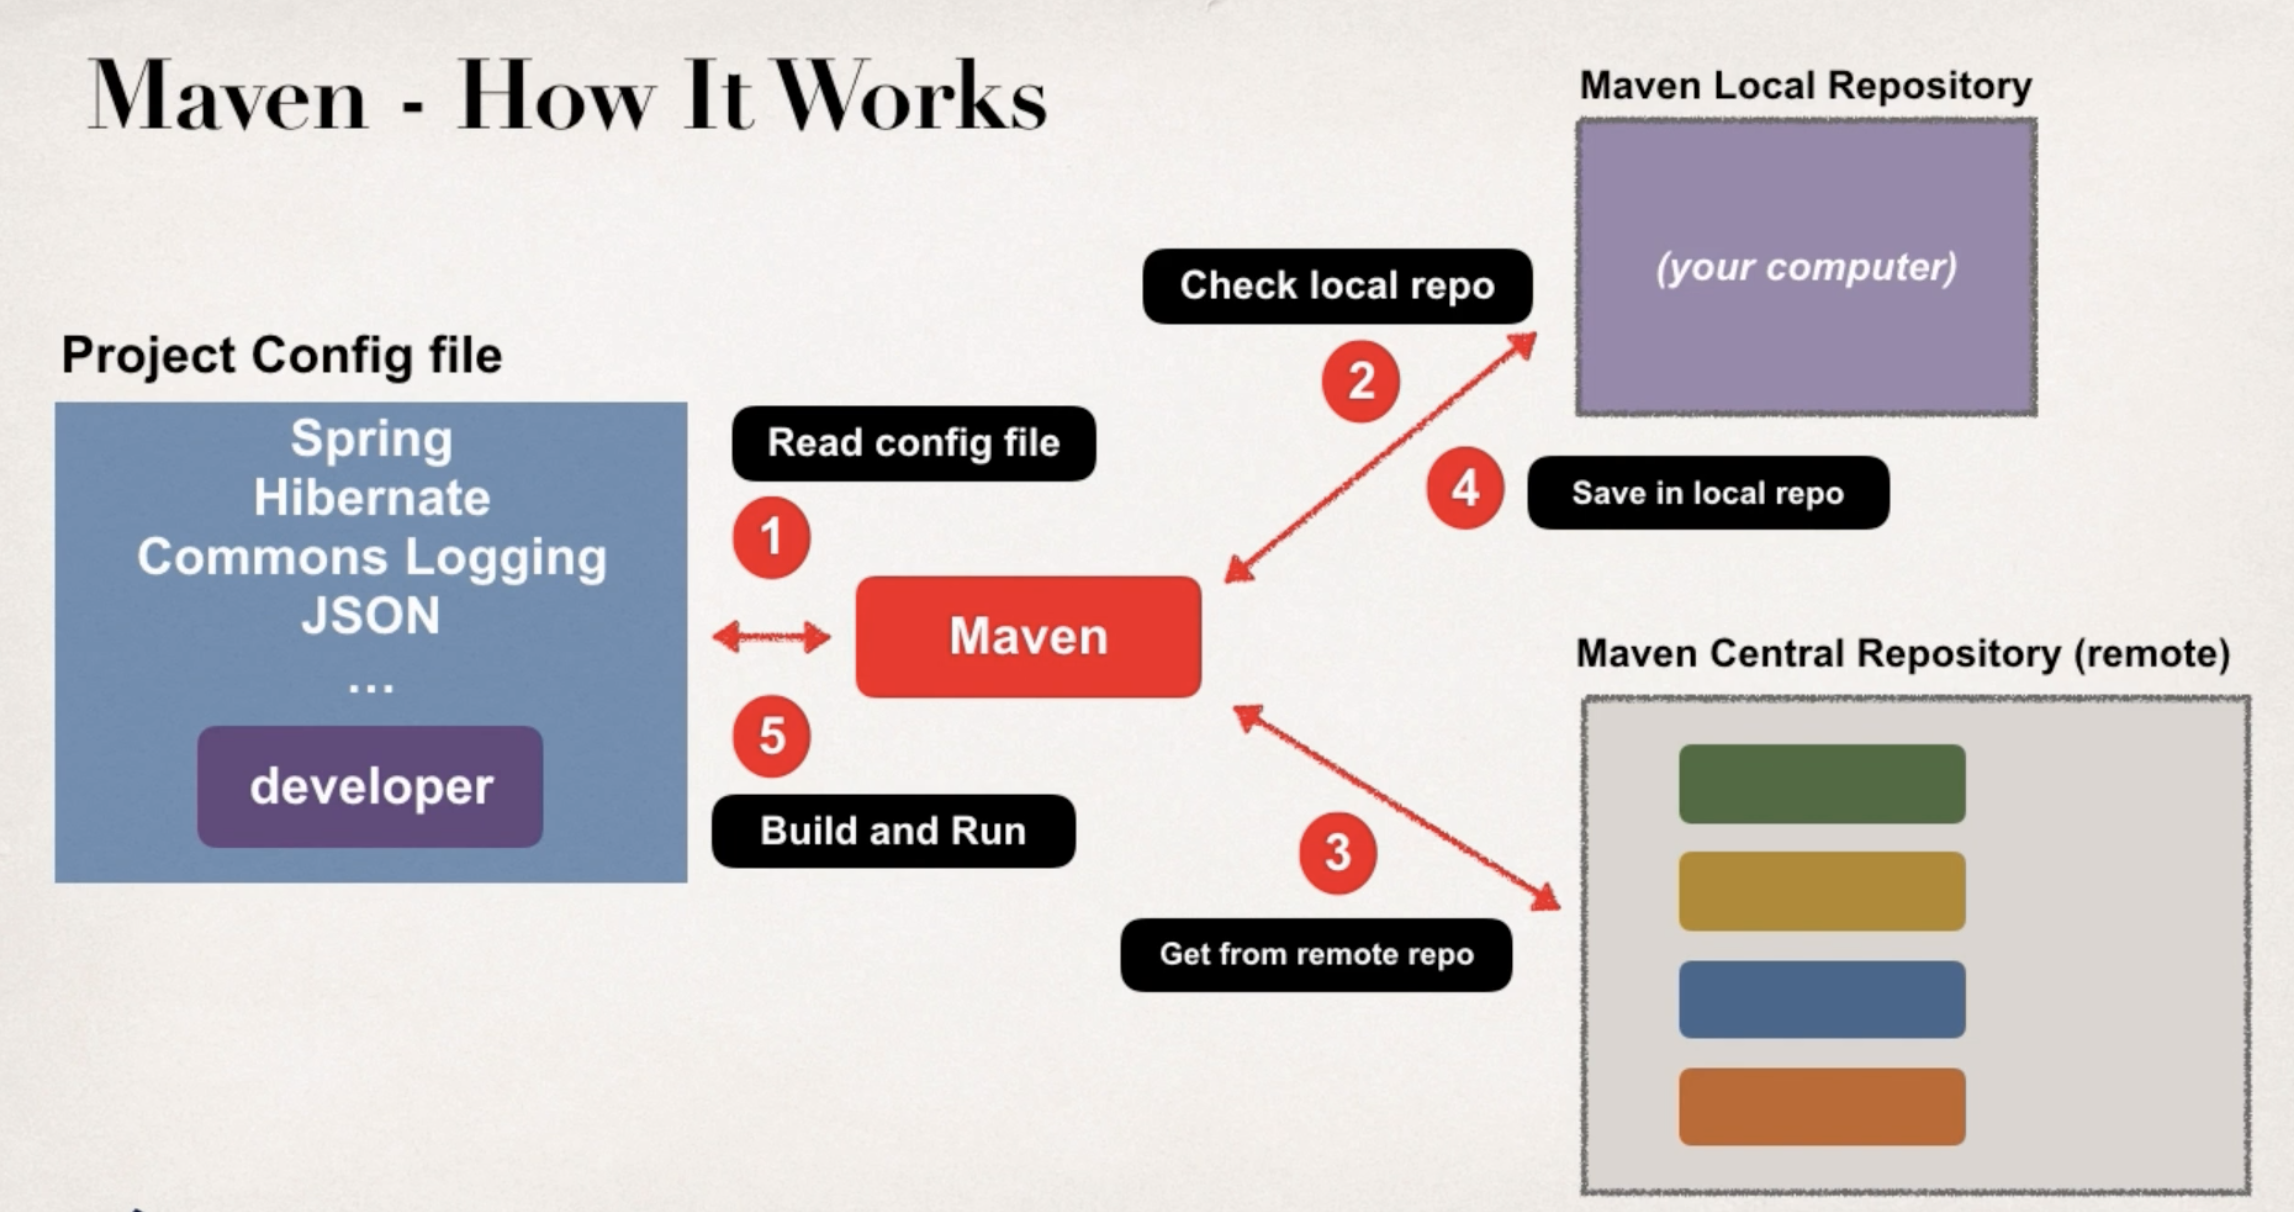 Maven - How It Works
Maven Local Repository
(your computer)
Check local repo
2
Project Config file
Spring
Hibernate
Commons Logging
JSON
...
developer
Read config file
1
4
Save in local repo
Maven
5
Build and Run
Maven Central Repository (remote)
3
Get from remote repo